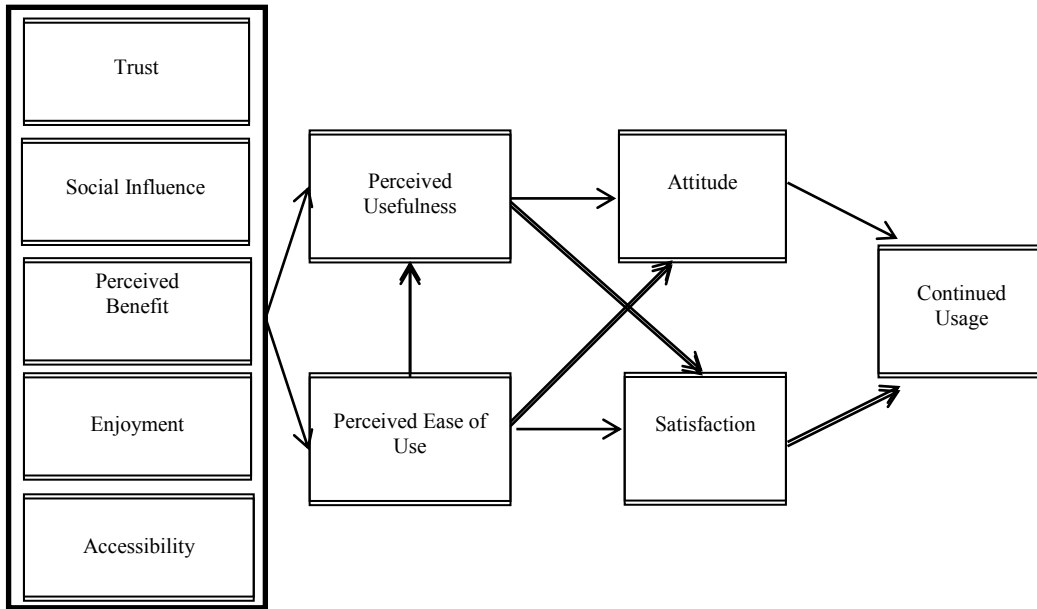 Trust
Social Influence
Perceived
Benefit
Enjoyment
Accessibility
Perceived
Usefulness
Perceived Ease of
Use
Attitude
Satisfaction
Continued
Usage